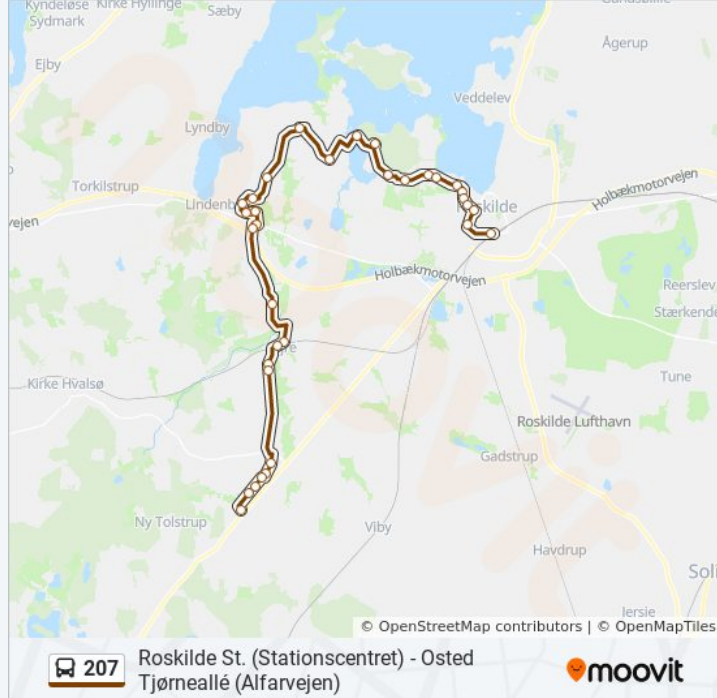 Kyndeløse
Sydmark
Kirke Hyllinge
Sæby
Ågerup
Ejby
Veddelev
Lyndby
Torkilstrup
Holbækmotorvejen
vejen
Roskilde
Holbækmotorvejen
Reerslev
Stærkende
Kirke Hvalsø
Tune
Roskilde Lufthavn
Gadstrup
Ny Tolstrup
Viby
Havdrup
Jersie
© OpenStreetMap contributors | © OpenMapTiles
207
Roskilde St. (Stationscentret) - Osted
Tjørneallé (Alfarvejen)
moovit